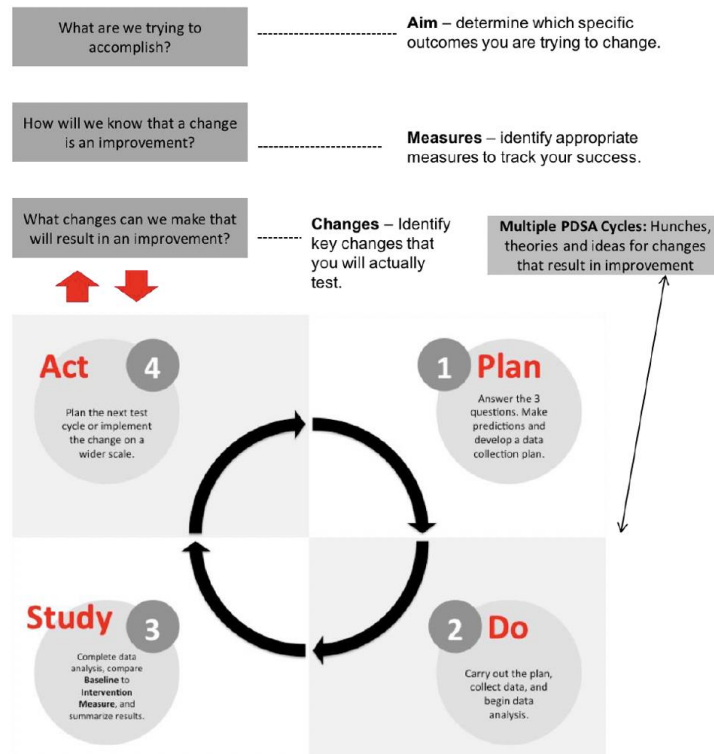 What are we trying to
accomplish?
Aim – determine which specific
outcomes you are trying to change.
How will we know that a change
is an improvement?
Measures – identify appropriate
measures to track your success.
What changes can we make that
will result in an improvement?
Changes – Identify
key changes that
you will actually
test.
Multiple PDSA Cycles: Hunches,
theories and ideas for changes
that result in improvement
Act
4
Plan the next test
cycle or implement
the change on a
wider scale.
1
Plan
Answer the 3
questions. Make
predictions and
develop a data
collection plan.
Study
3
Complete data
analysis, compare
Baseline to
Intervention
Measure, and
summarize results.
2
Do
Carry out the plan,
collect data, and
begin data
analysis.